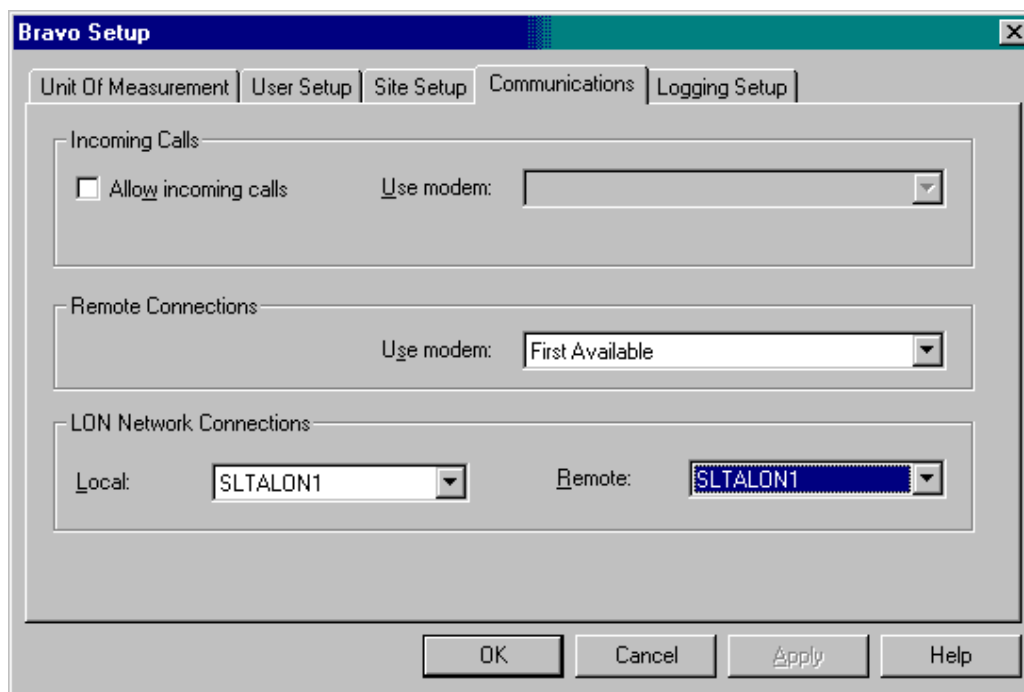 Bravo Setup
Unit Of Measurement User Setup Site Setup Communications Logging Setup
Incoming Calls
Allow incoming calls Use modem:
Remote Connections
Use modem: First Available
LON Network Connections
Local: SLTALON1 Remote: SLTALON1
OK Cancel Apply Help